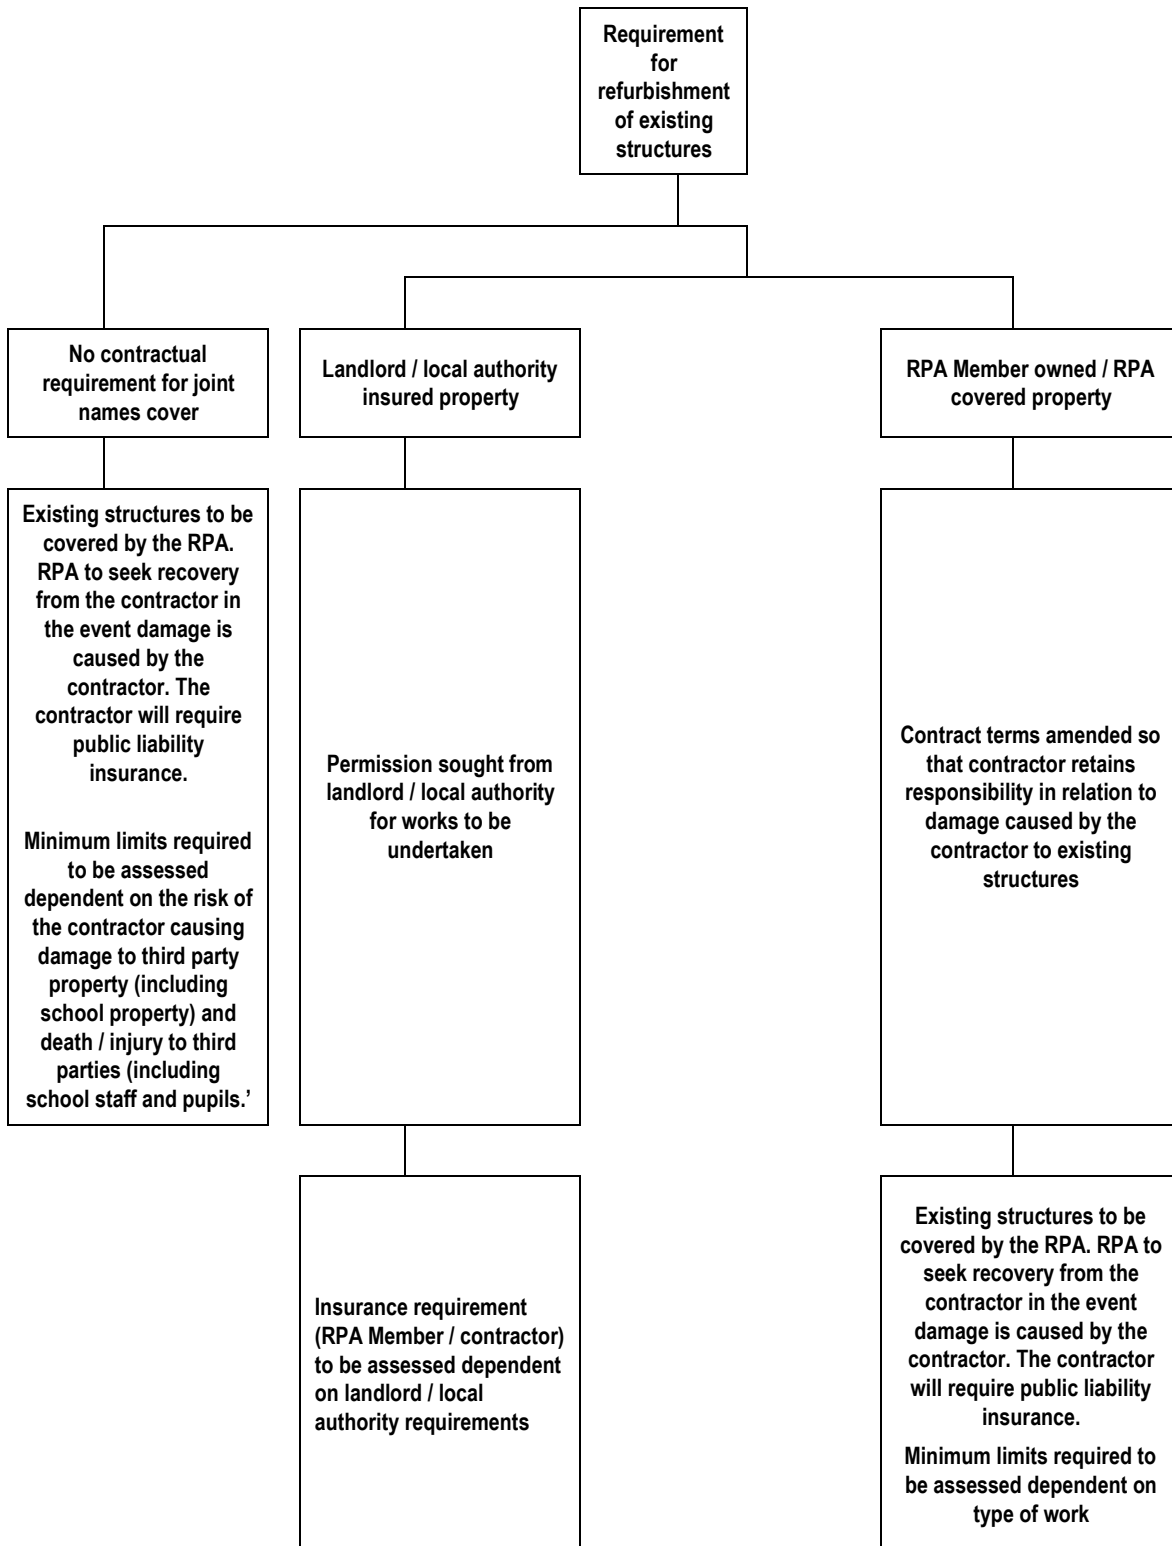 Requirement
for
refurbishment
of existing
structures
No contractual
requirement for joint
names cover
Landlord / local authority
insured property
RPA Member owned / RPA
covered property
Existing structures to be
covered by the RPA.
RPA to seek recovery
from the contractor in
the event damage is
caused by the
contractor. The
contractor will require
public liability
insurance.
Minimum limits required
to be assessed
dependent on the risk of
the contractor causing
damage to third party
property (including
school property) and
death / injury to third
parties (including
school staff and pupils.’
Permission sought from
landlord / local authority
for works to be
undertaken
Contract terms amended so
that contractor retains
responsibility in relation to
damage caused by the
contractor to existing
structures
Insurance requirement
(RPA Member / contractor)
to be assessed dependent
on landlord / local
authority requirements
Existing structures to be
covered by the RPA. RPA to
seek recovery from the
contractor in the event
damage is caused by the
contractor. The contractor
will require public liability
insurance.
Minimum limits required to
be assessed dependent on
type of work